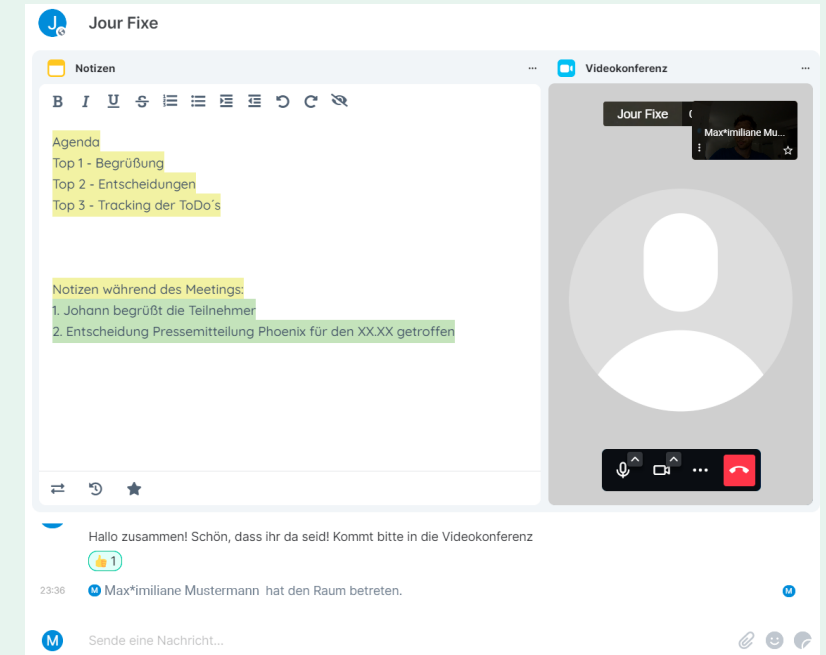 J Jour Fixe
Notizen ...
B I U S
Agenda
Top 1 - Begrüßung
Top 2 - Entscheidungen
Top 3 - Tracking der ToDo´s
Notizen während des Meetings:
1. Johann begrüßt die Teilnehmer
2. Entscheidung Pressemitteilung Phoenix für den XX.XX getroffen
Videokonferenz ...
Jour Fixe
Max*imiliane Mu...
Hallo zusammen! Schön, dass ihr da seid! Kommt bitte in die Videokonferenz
👍 1
23:36 M Max*imiliane Mustermann hat den Raum betreten. M
M Sende eine Nachricht...